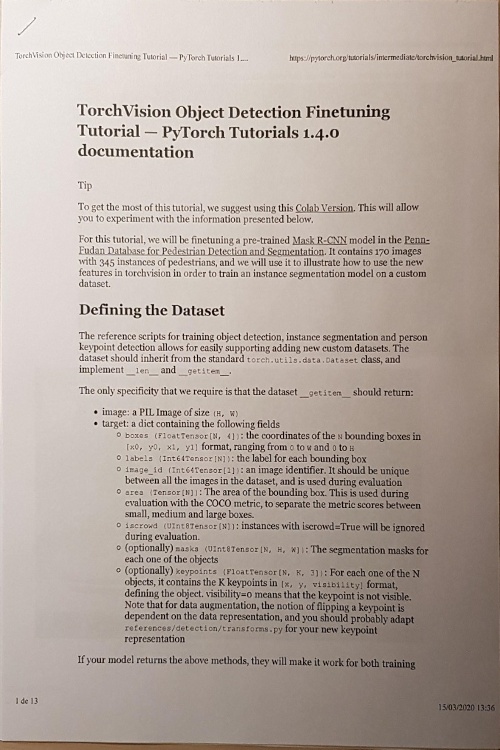 TorchVision Object Detection Finetuning Tutorial — PyTorch Tutorials 1....
https://pytorch.org/tutorials/intermediate/torchvision_tutorial.html
TorchVision Object Detection Finetuning
Tutorial — PyTorch Tutorials 1.4.0
documentation
Tip
To get the most of this tutorial, we suggest using this Colab Version. This will allow
you to experiment with the information presented below.
For this tutorial, we will be finetuning a pre-trained Mask R-CNN model in the Penn-
Fudan Database for Pedestrian Detection and Segmentation. It contains 170 images
with 345 instances of pedestrians, and we will use it to illustrate how to use the new
features in torchvision in order to train an instance segmentation model on a custom
dataset.
Defining the Dataset
The reference scripts for training object detection, instance segmentation and person
keypoint detection allows for easily supporting adding new custom datasets. The
dataset should inherit from the standard torch.utils.data.Dataset class, and
implement __len__ and __getitem__.
The only specificity that we require is that the dataset __getitem__ should return:
• image: a PIL Image of size (H, W)
• target: a dict containing the following fields
○ boxes (FloatTensor[N, 4]): the coordinates of the N bounding boxes in
[x0, y0, x1, y1] format, ranging from 0 to W and 0 to H
○ labels (Int64Tensor[N]): the label for each bounding box
○ image_id (Int64Tensor[1]): an image identifier. It should be unique
between all the images in the dataset, and is used during evaluation
○ area (Tensor[N]): The area of the bounding box. This is used during
evaluation with the COCO metric, to separate the metric scores between
small, medium and large boxes.
○ iscrowd (UInt8Tensor[N]): instances with iscrowd=True will be ignored
during evaluation.
○ (optionally) masks (UInt8Tensor[N, H, W]): The segmentation masks for
each one of the objects
○ (optionally) keypoints (FloatTensor[N, K, 3]): For each one of the N
objects, it contains the K keypoints in [x, y, visibility] format,
defining the object. visibility=0 means that the keypoint is not visible.
Note that for data augmentation, the notion of flipping a keypoint is
dependent on the data representation, and you should probably adapt
references/detection/transforms.py for your new keypoint
representation
If your model returns the above methods, they will make it work for both training
1 de 13
15/03/2020 13:36